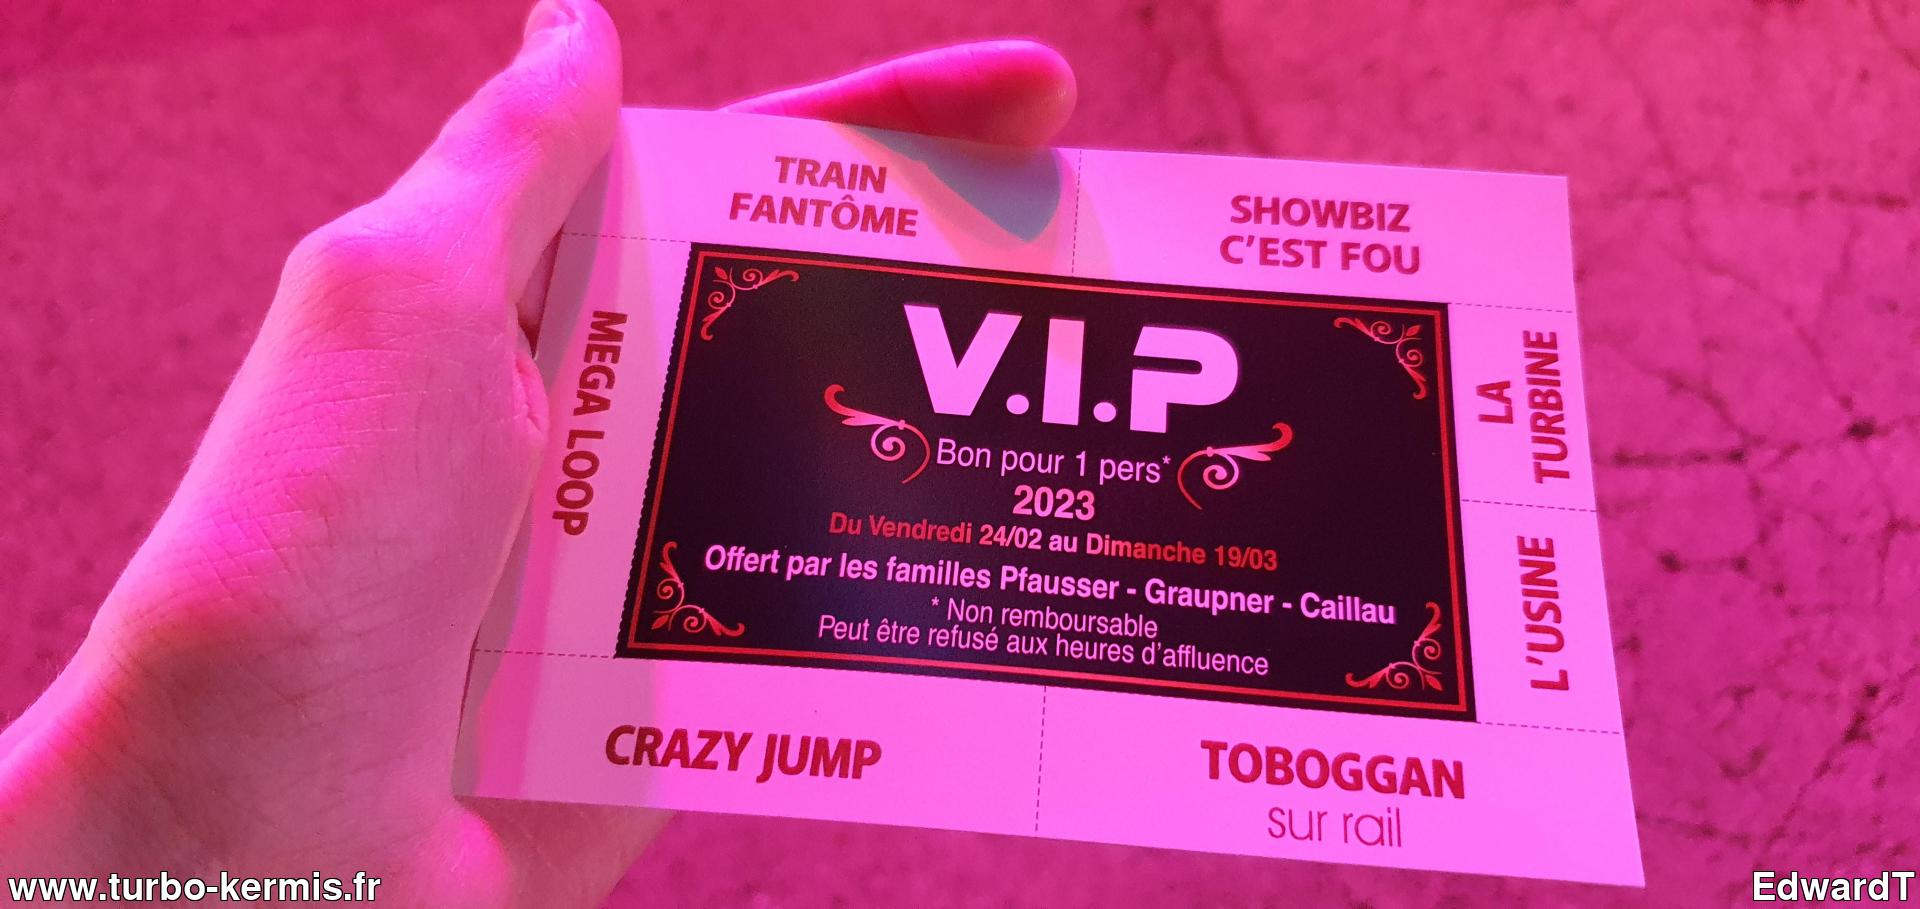 TRAIN
FANTÔME
SHOWBIZ
C'EST FOU
MEGA LOOP
V.I.P
Bon pour 1 pers*
2023
Du Vendredi 24/02 au Dimanche 19/03
Offert par les familles Pfausser - Graupner - Caillau
* Non remboursable
Peut être refusé aux heures d'affluence
LA
TURBINE
L'USINE
CRAZY JUMP
TOBOGGAN
sur rail
www.turbo-kermis.fr
EdwardT